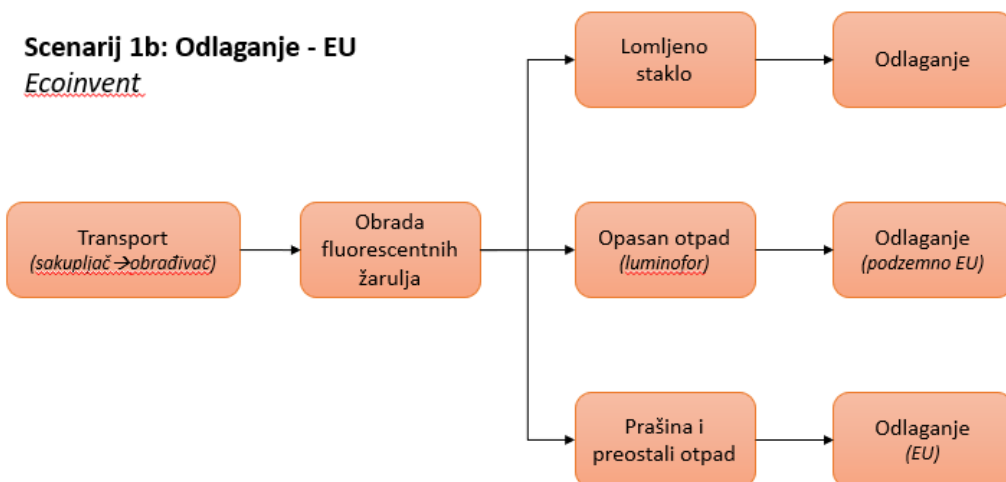 Scenarij 1b: Odlaganje - EU
Ecoinvent
Lomljeno
staklo
Odlaganje
Transport
(sakupljač →obrađivač)
Obrada
fluorescentnih
žarulja
Opasan otpad
(luminofor)
Odlaganje
(podzemno EU)
Prašina i
preostali otpad
Odlaganje
(EU)